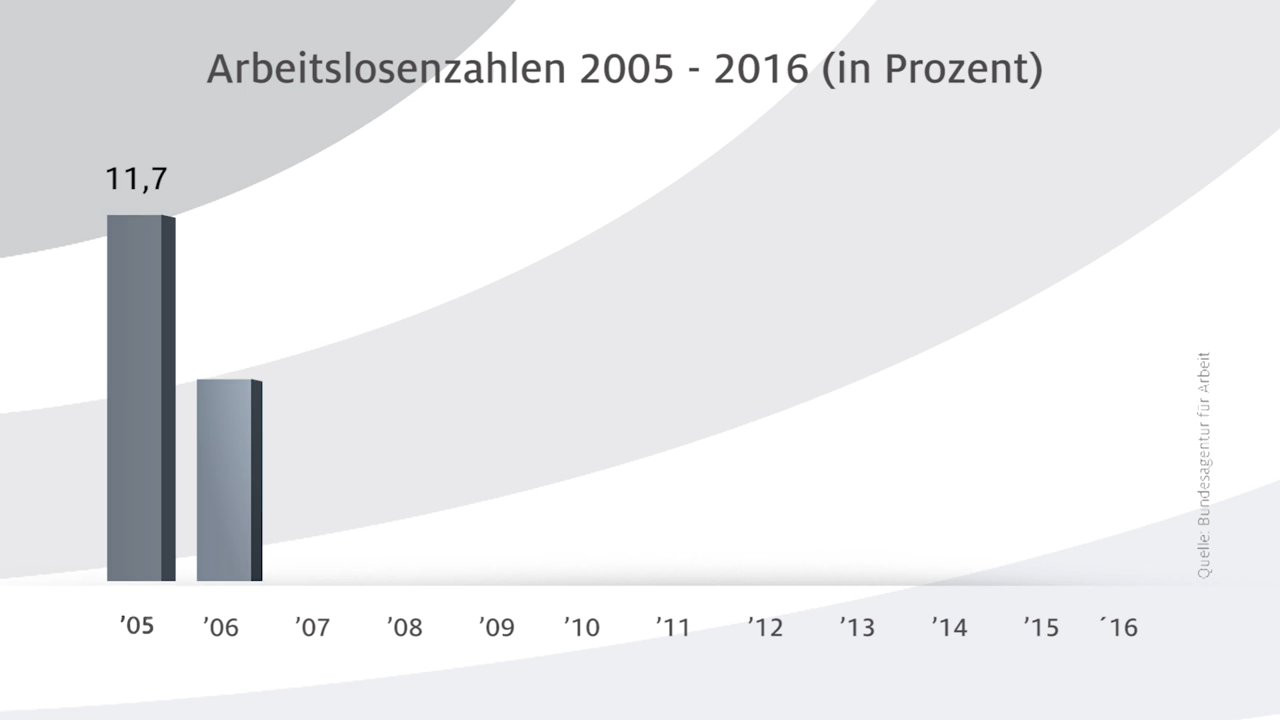 Arbeitslosenzahlen 2005 - 2016 (in Prozent)
11,7
’05 ’06 ’07 ’08 ’09 ’10 ’11 ’12 ’13 ’14 ’15 ´16
Quelle: Bundesagentur für Arbeit